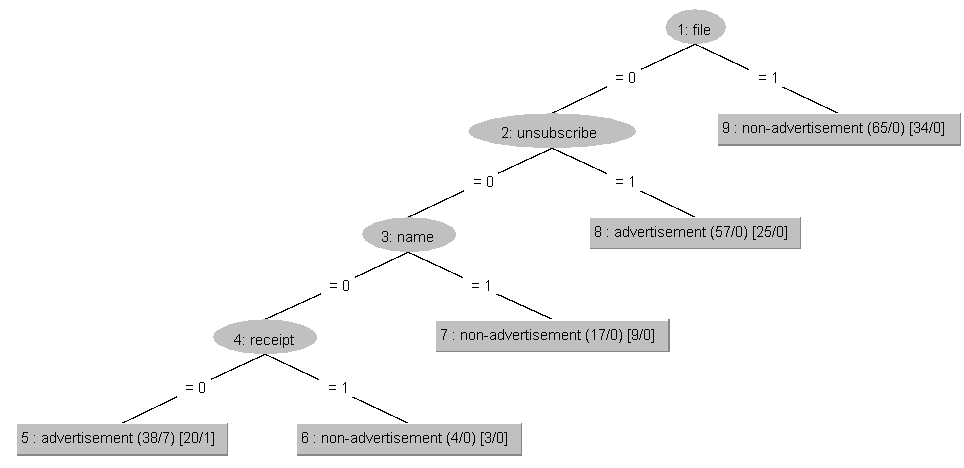 1: file
= 0
= 1
2: unsubscribe
9 : non-advertisement (65/0) [34/0]
= 0
= 1
3: name
8 : advertisement (57/0) [25/0]
= 0
= 1
4: receipt
7 : non-advertisement (17/0) [9/0]
= 0
= 1
5 : advertisement (38/7) [20/1]
6 : non-advertisement (4/0) [3/0]